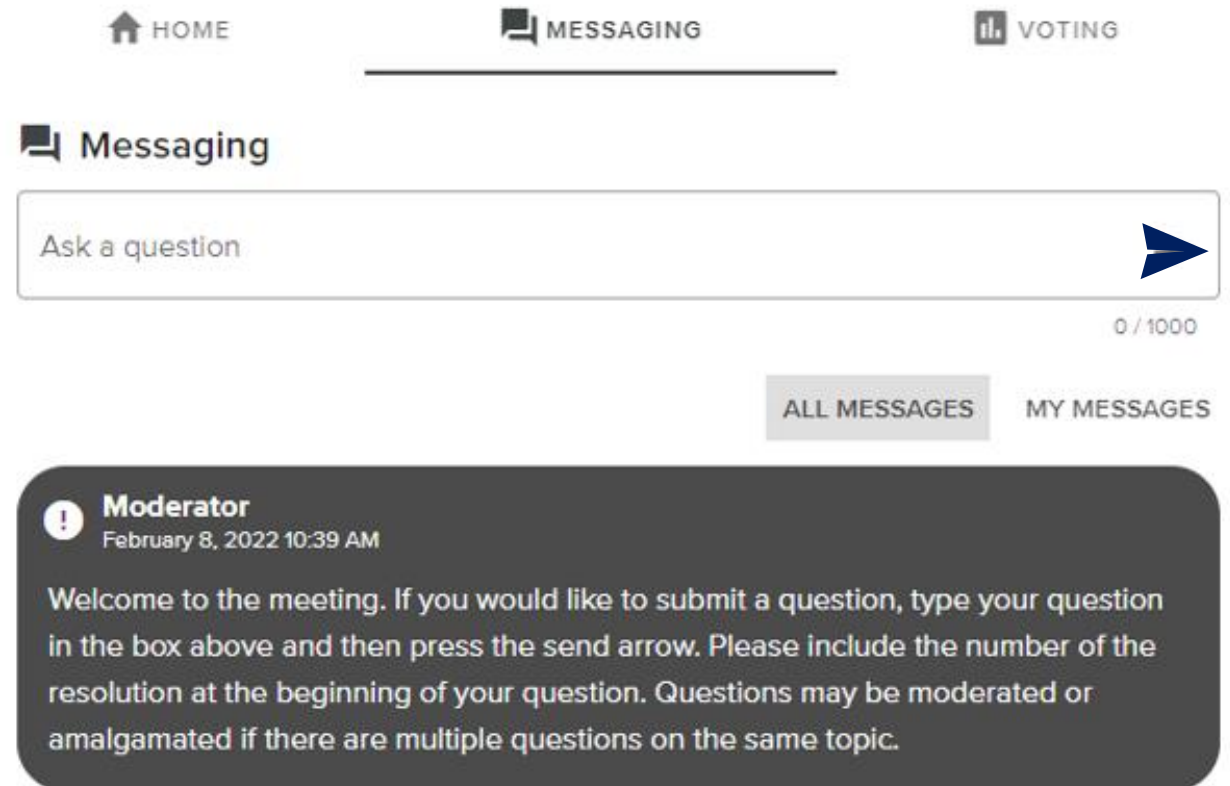 HOME MESSAGING VOTING
Messaging
Ask a question
0 / 1000
ALL MESSAGES MY MESSAGES
Moderator
February 8, 2022 10:39 AM
Welcome to the meeting. If you would like to submit a question, type your question
in the box above and then press the send arrow. Please include the number of the
resolution at the beginning of your question. Questions may be moderated or
amalgamated if there are multiple questions on the same topic.